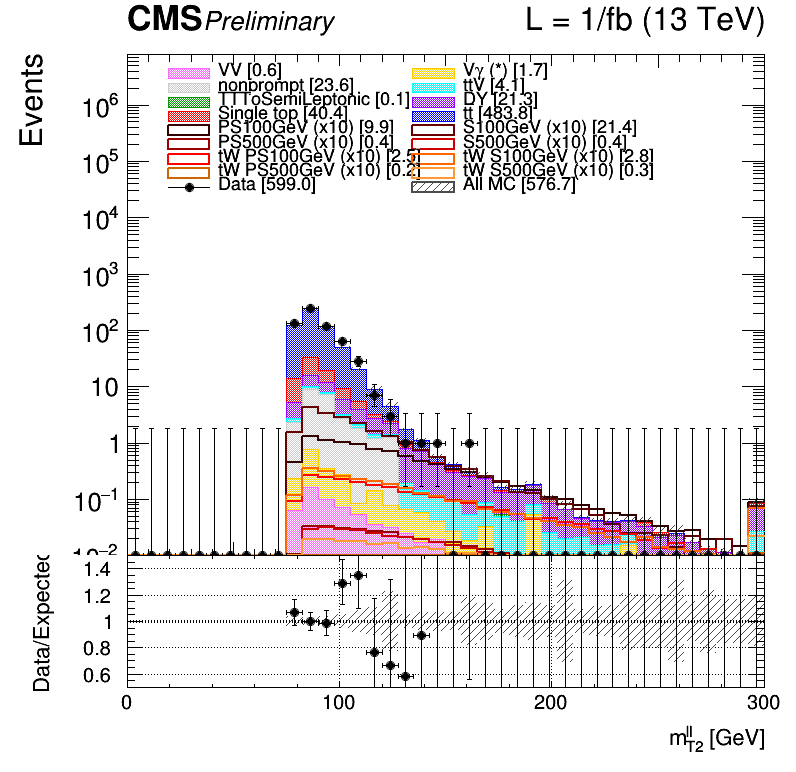 CMS Preliminary L = 1/fb (13 TeV)
Events
VV [0.6] Vγ (*) [1.7]
nonprompt [23.6] ttV [4.1]
TTToSemiLeptonic [0.1] DY [21.3]
Single top [40.4] tt [483.8]
PS100GeV (x10) [9.9] S100GeV (x10) [21.4]
PS500GeV (x10) [0.4] S500GeV (x10) [0.4]
tW PS100GeV (x10) [2.5] tW S100GeV (x10) [2.8]
tW PS500GeV (x10) [0.2] tW S500GeV (x10) [0.3]
Data [599.0] All MC [576.7]
10^6
10^5
10^4
10^3
10^2
10
1
10^−1
10^−2
Data/Expected
1.4
1.2
1
0.8
0.6
0 100 200 300
m_T2^ll [GeV]